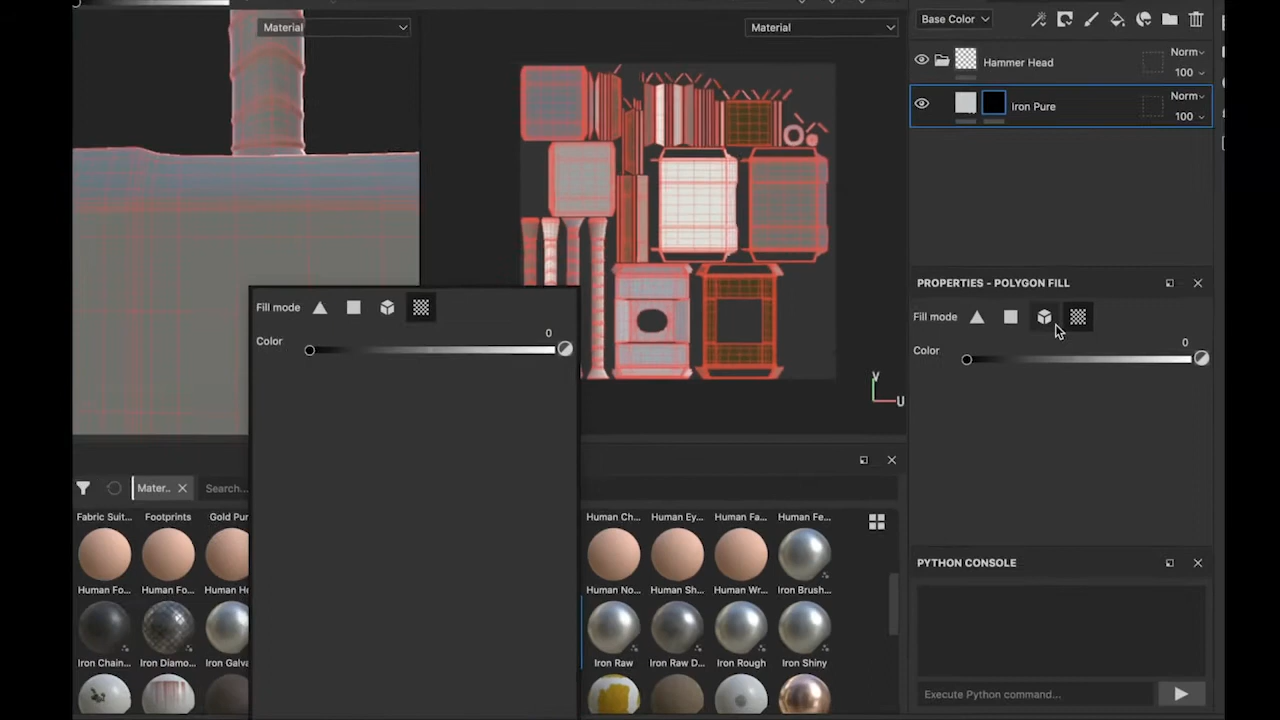 Material
Material
Base Color
Hammer Head
Norm
100
Iron Pure
Norm
100
PROPERTIES - POLYGON FILL
Fill mode
Color
0
Fill mode
Color
0
V
U
Mater..
Search...
Fabric Suit...
Footprints
Gold Pur
Human Ch...
Human Ey...
Human Fa...
Human Fe...
Human Fo...
Human Fo...
Human He
Human No...
Human Sh...
Human Wr...
Iron Brush...
Iron Chain...
Iron Diamo...
Iron Galva
Iron Raw
Iron Raw D...
Iron Rough
Iron Shiny
PYTHON CONSOLE
Execute Python command...